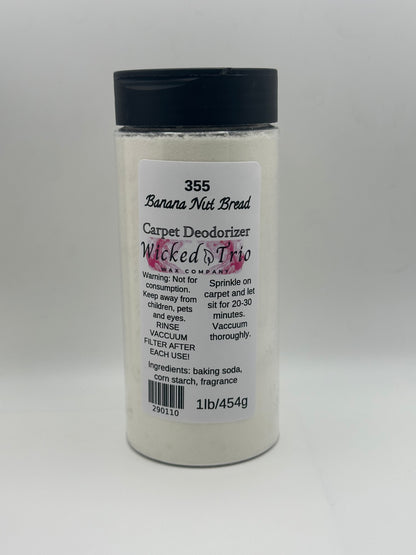 355
Banana Nut Bread
Carpet Deodorizer
Wicked Trio
WAX COMPANY
Warning: Not for
consumption.
Keep away from
children, pets
and eyes.
RINSE
VACCUUM
FILTER AFTER
EACH USE!
Sprinkle on
carpet and let
sit for 20-30
minutes.
Vaccuum
thoroughly.
Ingredients: baking soda,
corn starch, fragrance
290110
1lb/454g